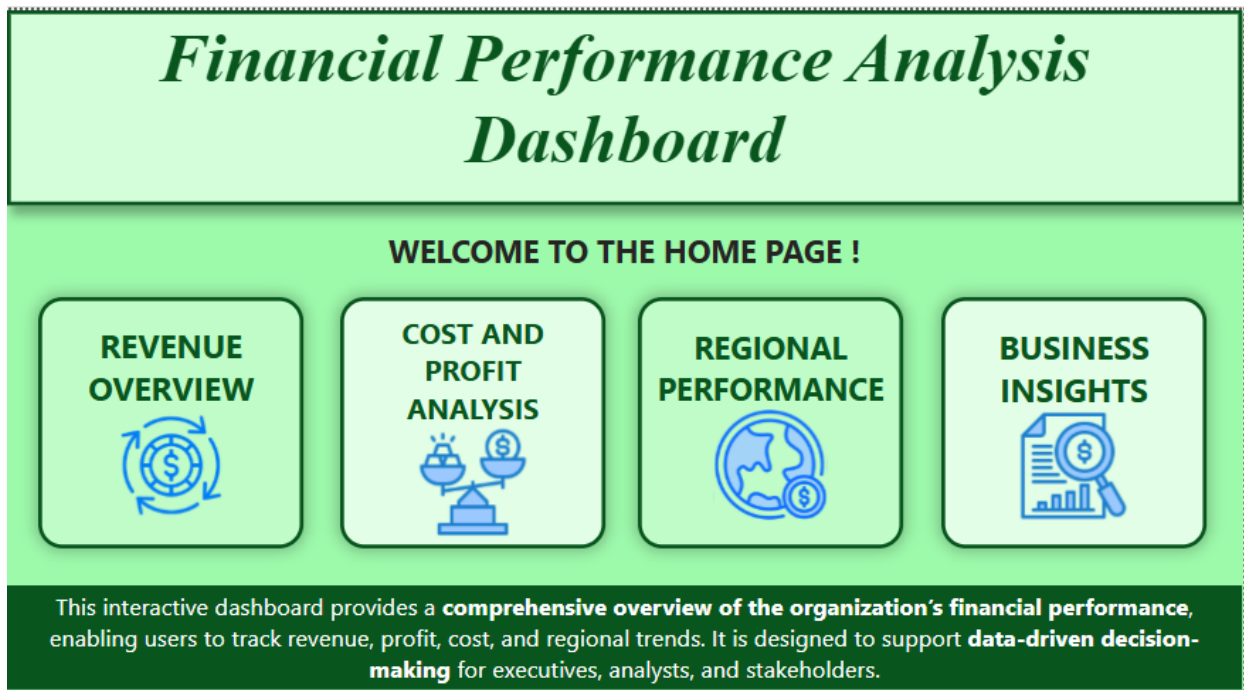 Financial Performance Analysis
Dashboard
WELCOME TO THE HOME PAGE !
REVENUE
OVERVIEW
$
COST AND
PROFIT
ANALYSIS
$
REGIONAL
PERFORMANCE
$
BUSINESS
INSIGHTS
$
This interactive dashboard provides a comprehensive overview of the organization’s financial performance,
enabling users to track revenue, profit, cost, and regional trends. It is designed to support data-driven decision-
making for executives, analysts, and stakeholders.